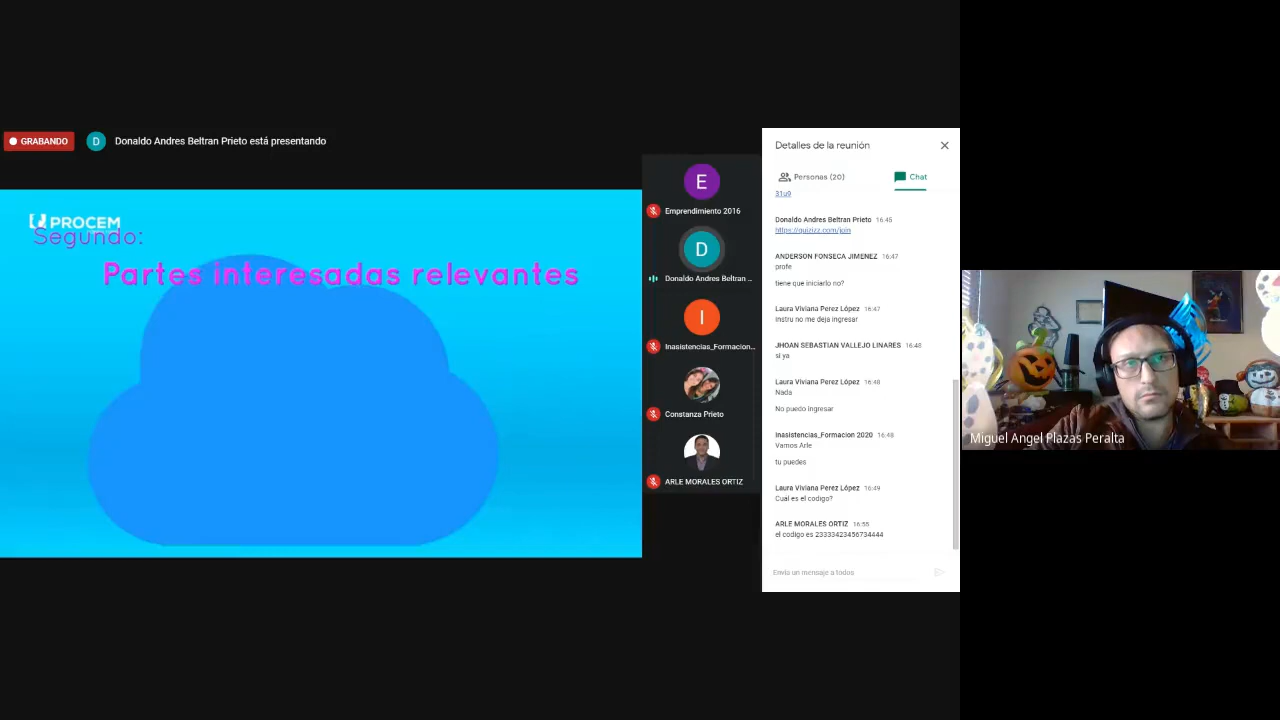 GRABANDO
D
Donaldo Andres Beltran Prieto está presentando
PROCEM
Segundo:
Partes interesadas relevantes
E
Emprendimiento 2016
D
Donaldo Andres Beltran ...
I
Inasistencias_Formacion...
Constanza Prieto
ARLE MORALES ORTIZ
Detalles de la reunión
Personas (20)
Chat
31u9
Donaldo Andres Beltran Prieto 16:45
https://quizizz.com/join
ANDERSON FONSECA JIMENEZ 16:47
profe
tiene que iniciarlo no?
Laura Viviana Perez López 16:47
Instru no me deja ingresar
JHOAN SEBASTIAN VALLEJO LINARES 16:48
si ya
Laura Viviana Perez López 16:48
Nada
No puedo ingresar
Inasistencias_Formacion 2020 16:48
Vamos Arle
tu puedes
Laura Viviana Perez López 16:49
Cuál es el codigo?
ARLE MORALES ORTIZ 16:55
el codigo es 23333423456734444
Envía un mensaje a todos
Miguel Angel Plazas Peralta